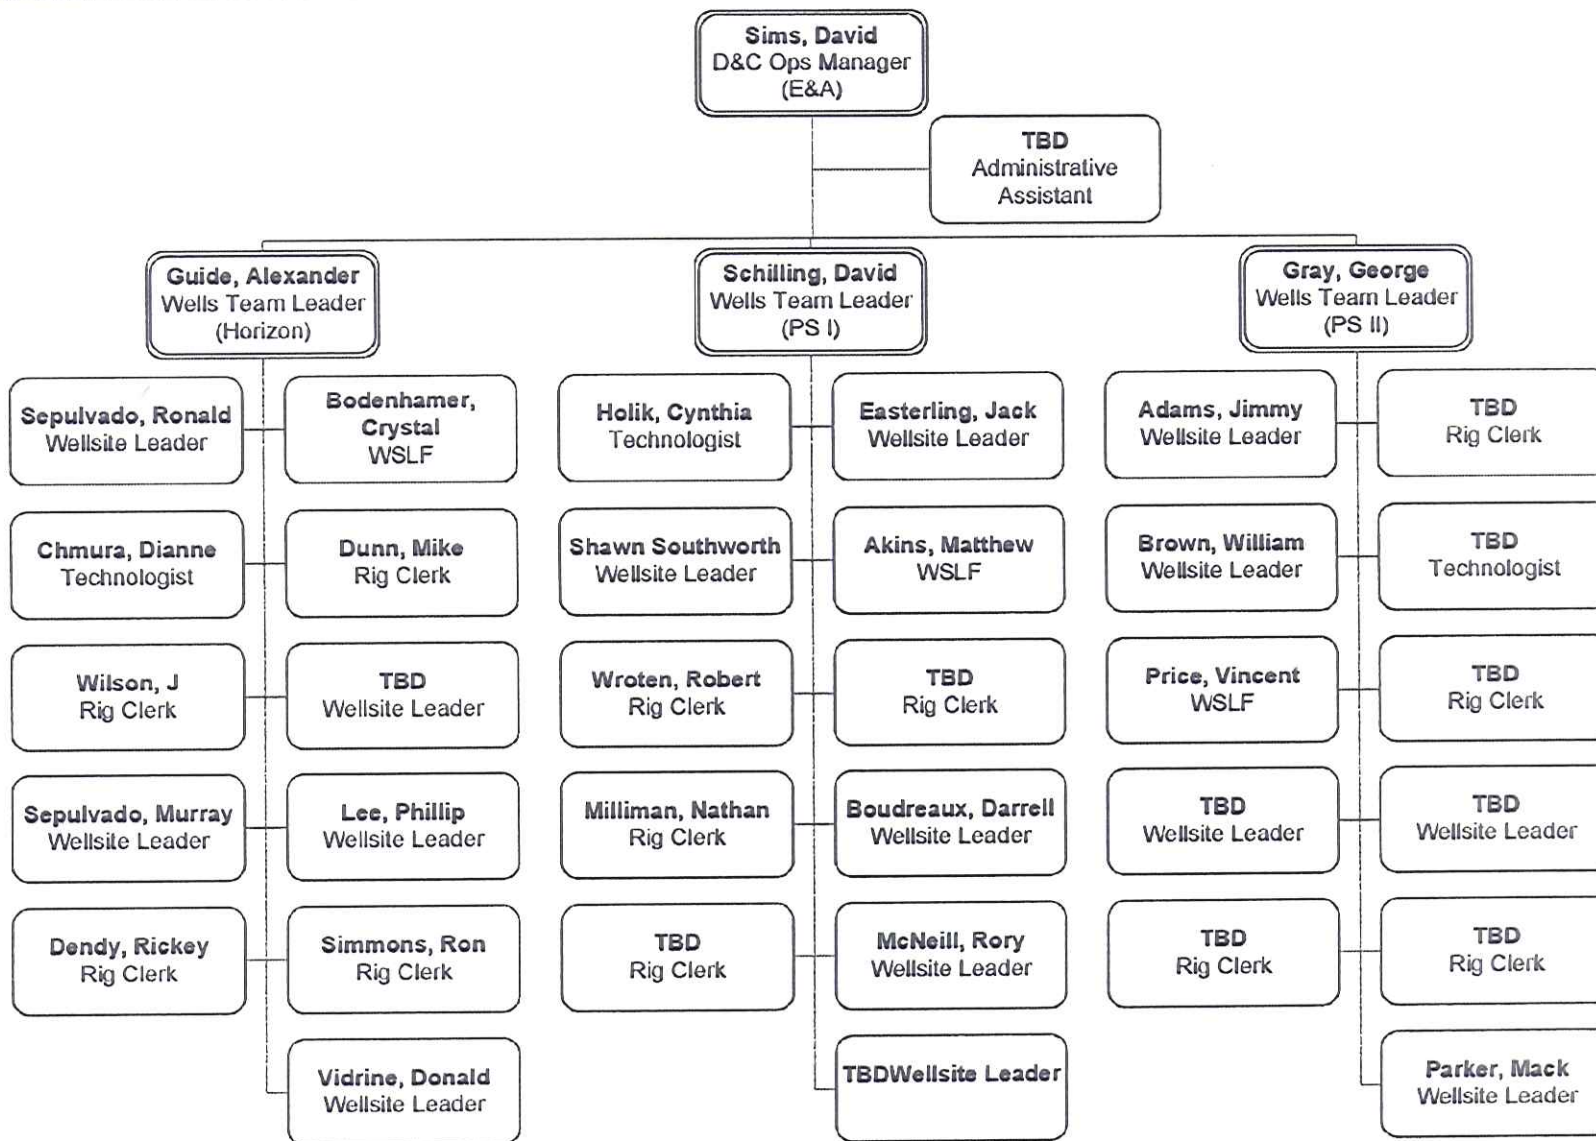 Sims, David
D&C Ops Manager
(E&A)
TBD
Administrative
Assistant
Guide, Alexander
Wells Team Leader
(Horizon)
Schilling, David
Wells Team Leader
(PS I)
Gray, George
Wells Team Leader
(PS II)
Sepulvado, Ronald
Wellsite Leader
Bodenhamer,
Crystal
WSLF
Holik, Cynthia
Technologist
Easterling, Jack
Wellsite Leader
Adams, Jimmy
Wellsite Leader
TBD
Rig Clerk
Chmura, Dianne
Technologist
Dunn, Mike
Rig Clerk
Shawn Southworth
Wellsite Leader
Akins, Matthew
WSLF
Brown, William
Wellsite Leader
TBD
Technologist
Wilson, J
Rig Clerk
TBD
Wellsite Leader
Wroten, Robert
Rig Clerk
TBD
Rig Clerk
Price, Vincent
WSLF
TBD
Rig Clerk
Sepulvado, Murray
Wellsite Leader
Lee, Phillip
Wellsite Leader
Milliman, Nathan
Rig Clerk
Boudreaux, Darrell
Wellsite Leader
TBD
Wellsite Leader
TBD
Wellsite Leader
Dendy, Rickey
Rig Clerk
Simmons, Ron
Rig Clerk
TBD
Rig Clerk
McNeill, Rory
Wellsite Leader
TBD
Rig Clerk
TBD
Rig Clerk
Vidrine, Donald
Wellsite Leader
TBDWellsite Leader
Parker, Mack
Wellsite Leader